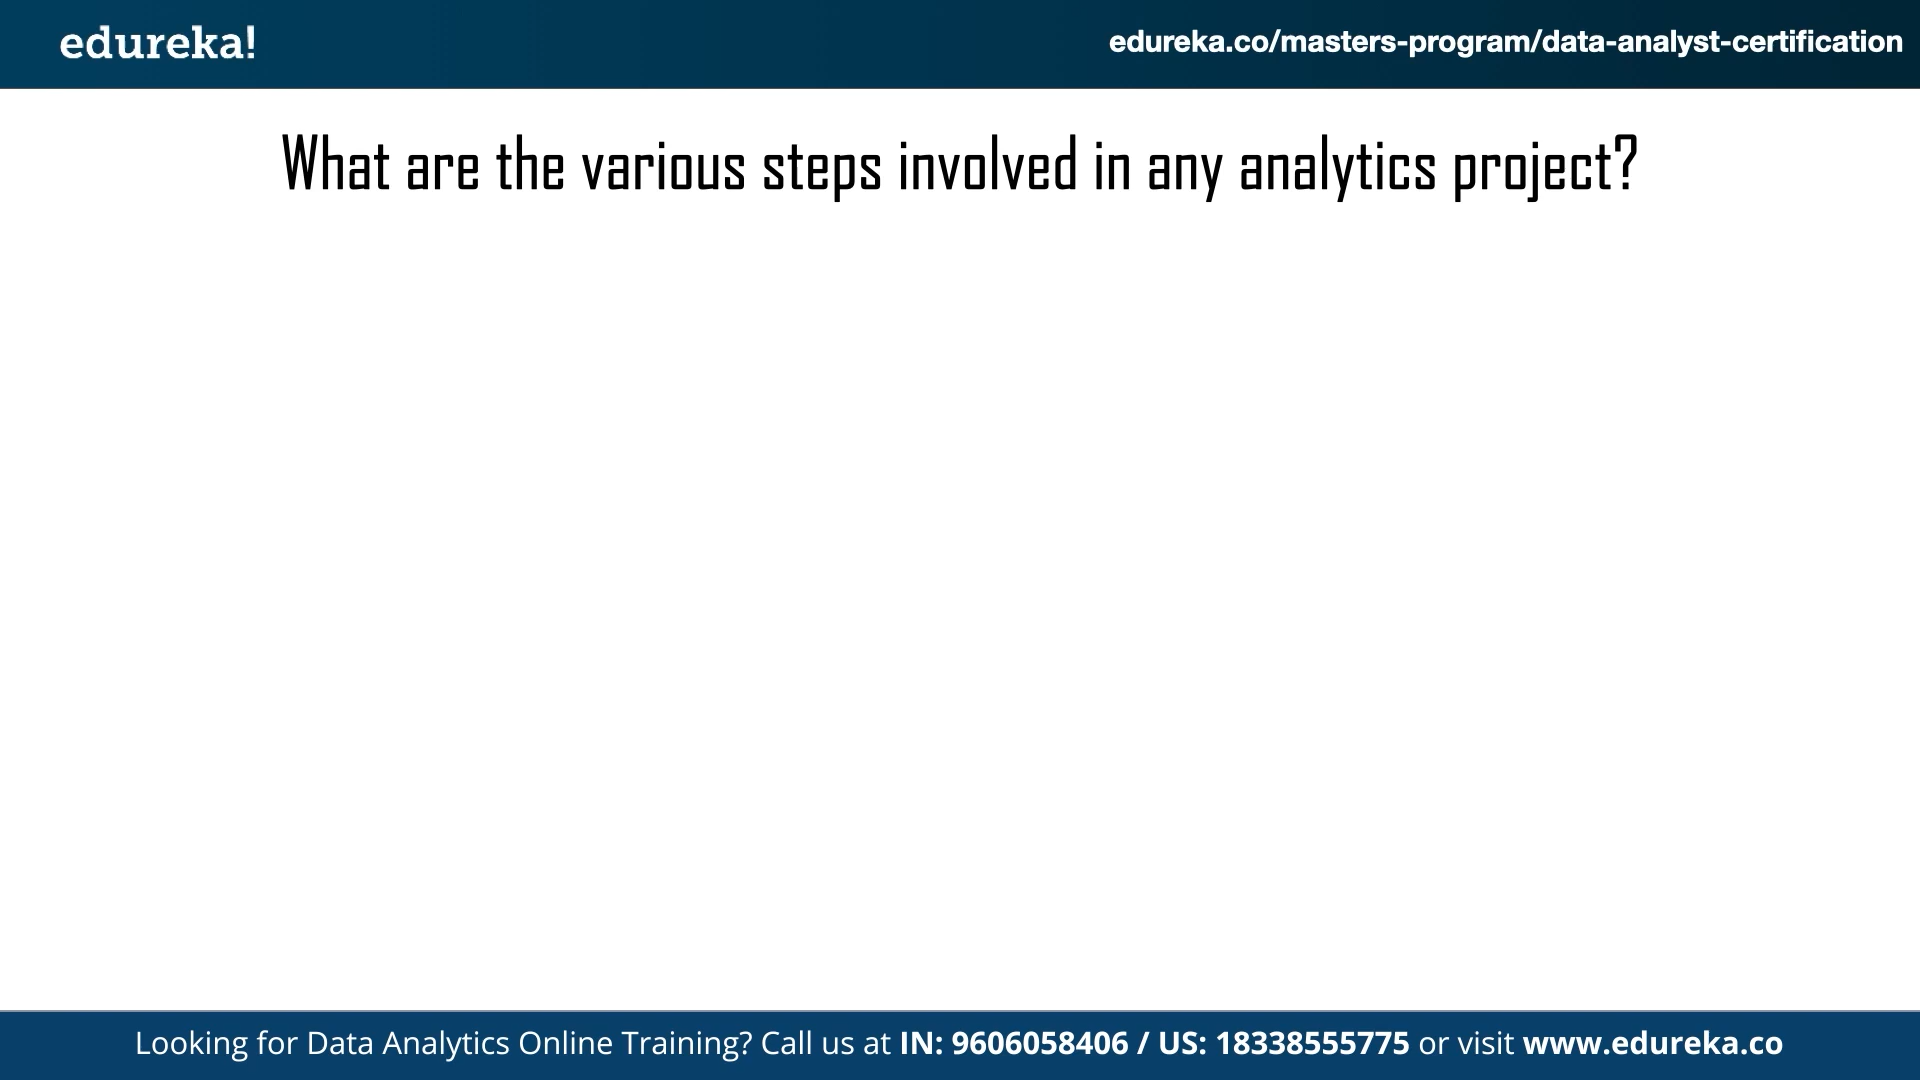 edureka!
edureka.co/masters-program/data-analyst-certification
What are the various steps involved in any analytics project?
Looking for Data Analytics Online Training? Call us at IN: 9606058406 / US: 18338555775 or visit www.edureka.co